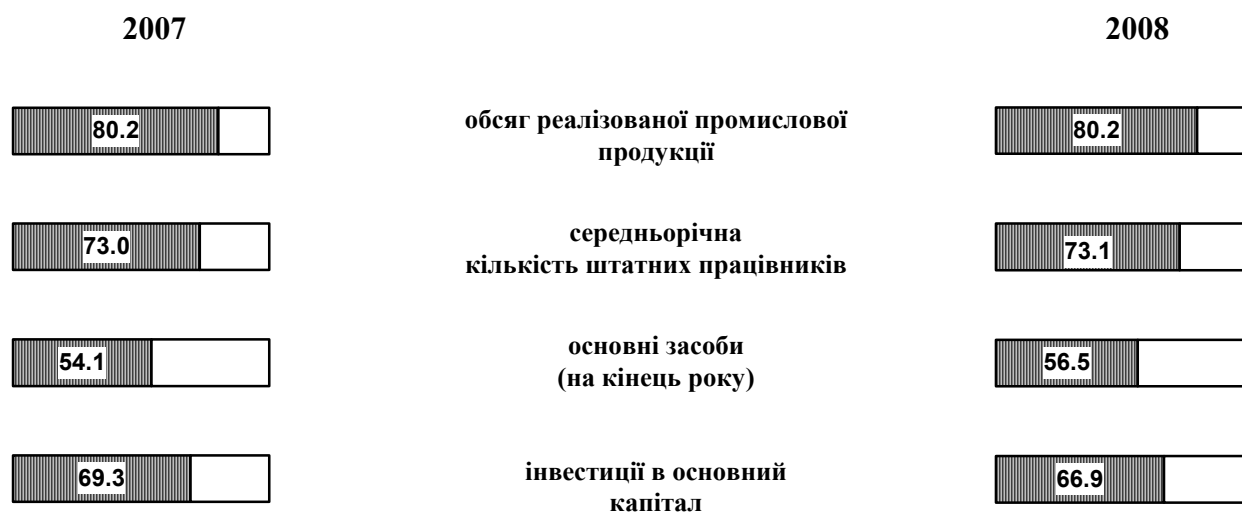 2007
2008
80.2
обсяг реалізованої промислової
продукції
80.2
73.0
середньорічна
кількість штатних працівників
73.1
54.1
основні засоби
(на кінець року)
56.5
69.3
інвестиції в основний
капітал
66.9